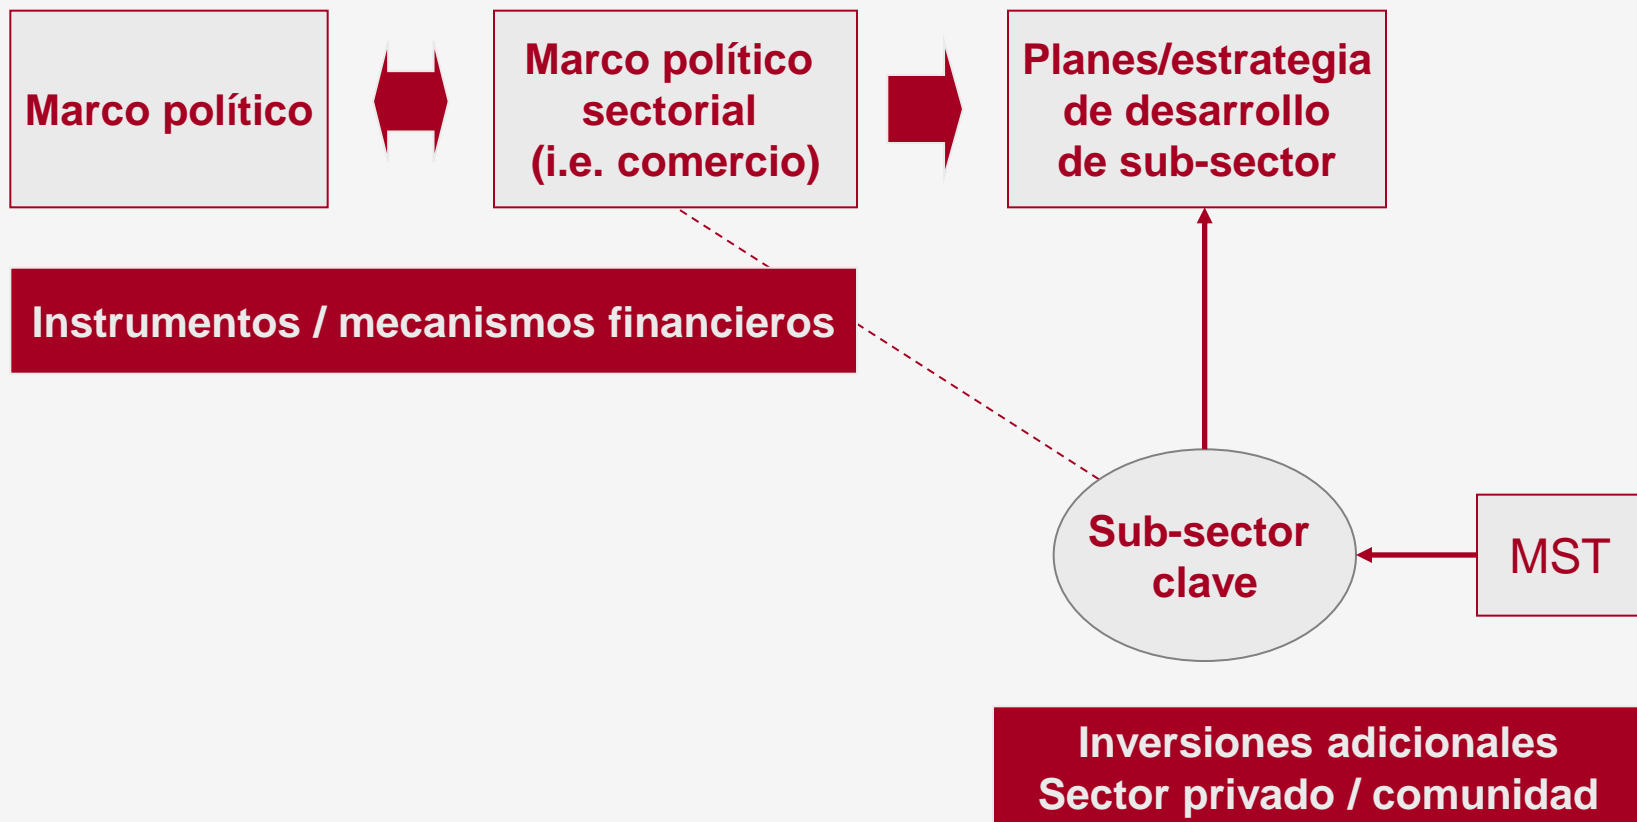 Marco político
Marco político
sectorial
(i.e. comercio)
Planes/estrategia
de desarrollo
de sub-sector
Instrumentos / mecanismos financieros
Sub-sector
clave
MST
Inversiones adicionales
Sector privado / comunidad